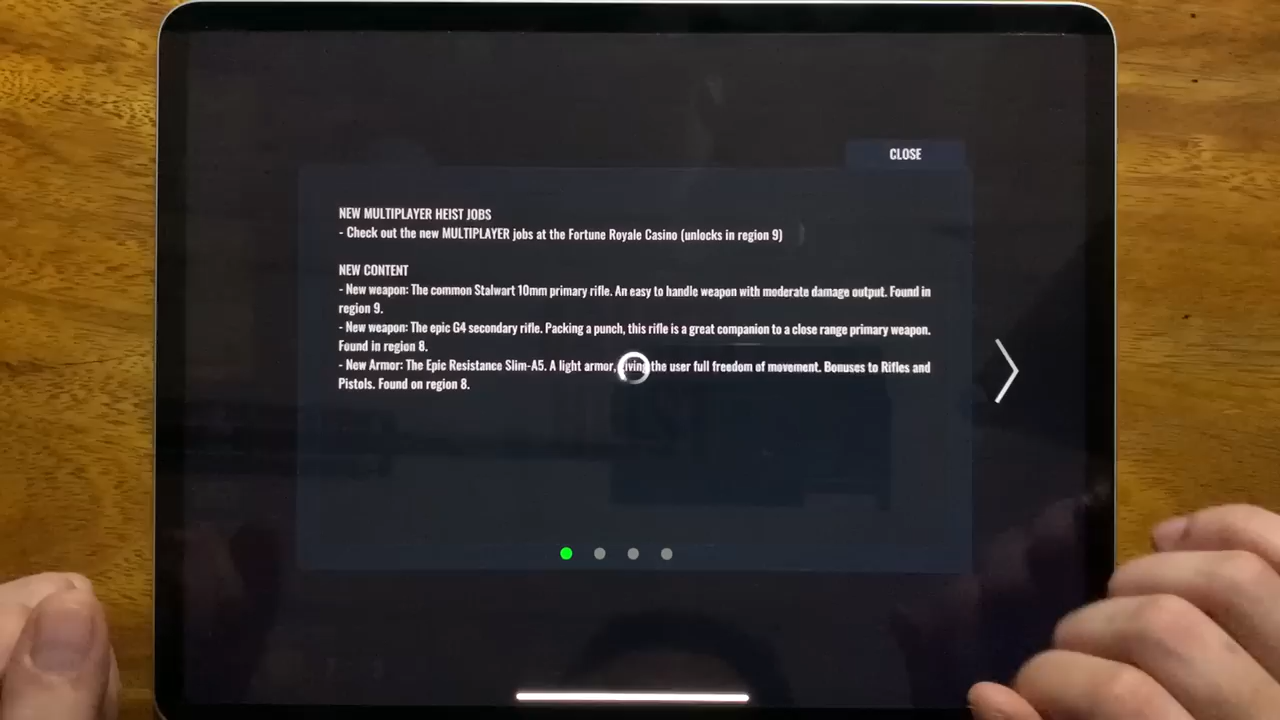 CLOSE
NEW MULTIPLAYER HEIST JOBS
- Check out the new MULTIPLAYER jobs at the Fortune Royale Casino (unlocks in region 9)
NEW CONTENT
- New weapon: The common Stalwart 10mm primary rifle. An easy to handle weapon with moderate damage output. Found in
region 9.
- New weapon: The epic G4 secondary rifle. Packing a punch, this rifle is a great companion to a close range primary weapon.
Found in region 8.
- New Armor: The Epic Resistance Slim-A5. A light armor, giving the user full freedom of movement. Bonuses to Rifles and
Pistols. Found on region 8.